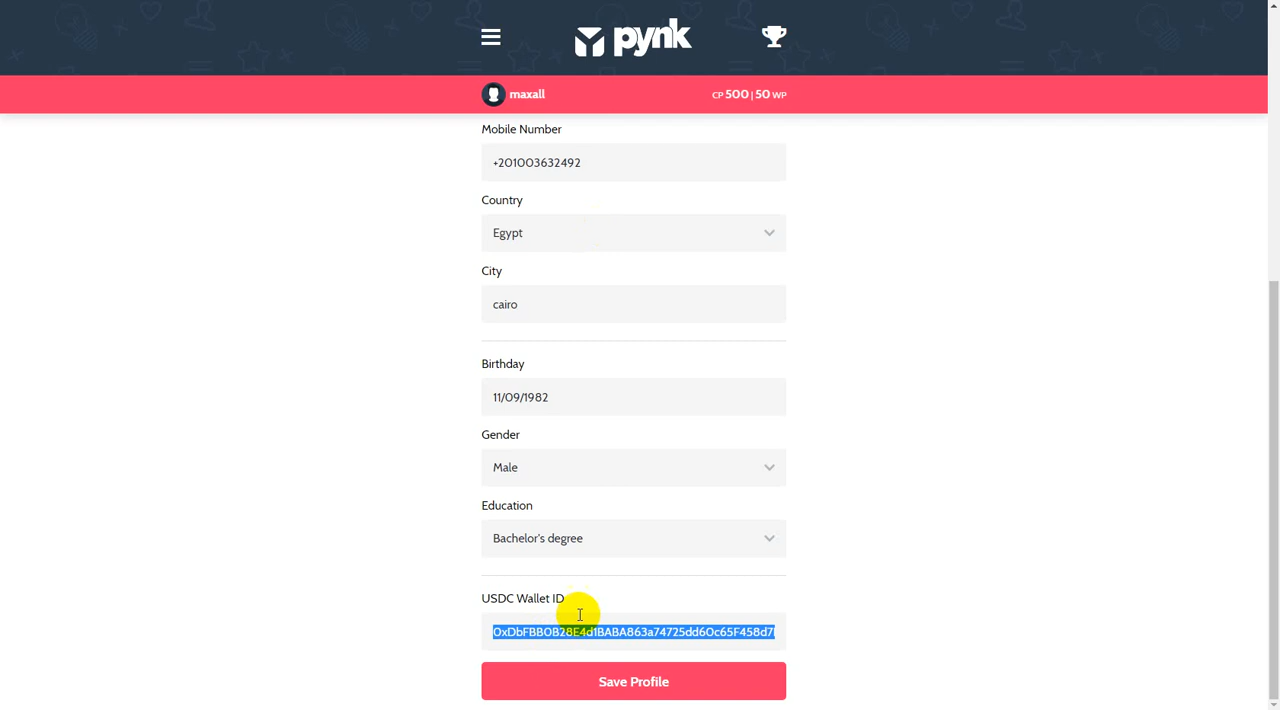 pynk
maxall
CP 500 | 50 WP
Mobile Number
+201003632492
Country
Egypt
City
cairo
Birthday
11/09/1982
Gender
Male
Education
Bachelor's degree
USDC Wallet ID
0xDbFBB0B28E4d1BABA863a74725dd60c65F458d7
Save Profile